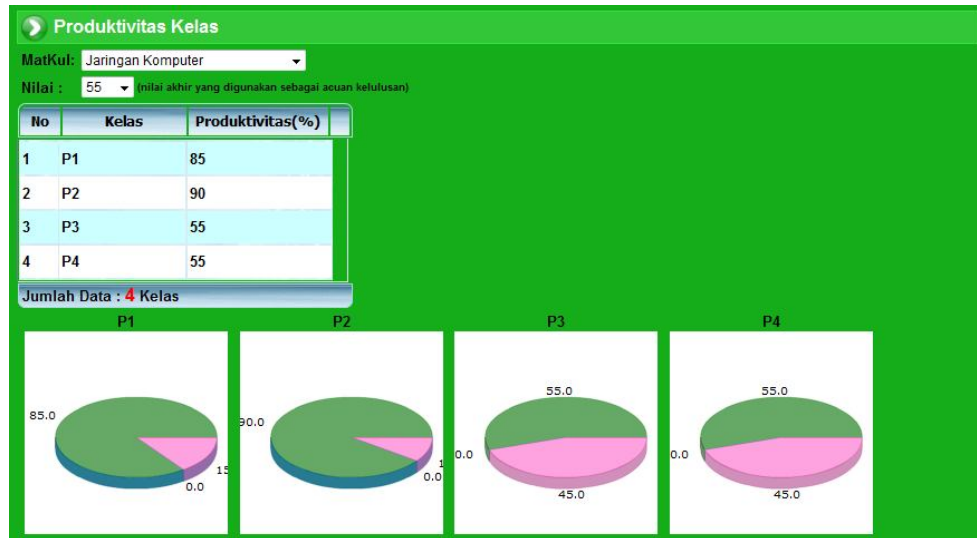 Produktivitas Kelas
MatKul: Jaringan Komputer
Nilai : 55 (nilai akhir yang digunakan sebagai acuan kelulusan)
No Kelas Produktivitas(%)
1 P1 85
2 P2 90
3 P3 55
4 P4 55
Jumlah Data : 4 Kelas
P1 P2 P3 P4
85.0 15 0.0
90.0 1 0.0
55.0 0.0 45.0
55.0 0.0 45.0